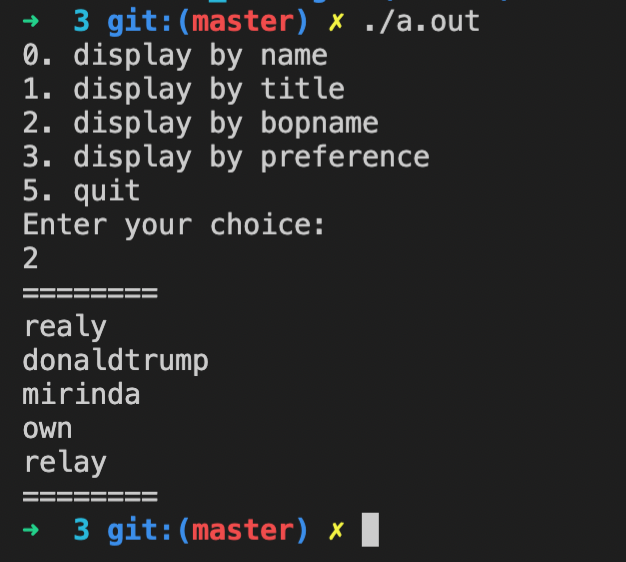 ➜  3 git:(master) ✗ ./a.out
0. display by name
1. display by title
2. display by bopname
3. display by preference
5. quit
Enter your choice:
2
========
realy
donaldtrump
mirinda
own
relay
========
➜  3 git:(master) ✗